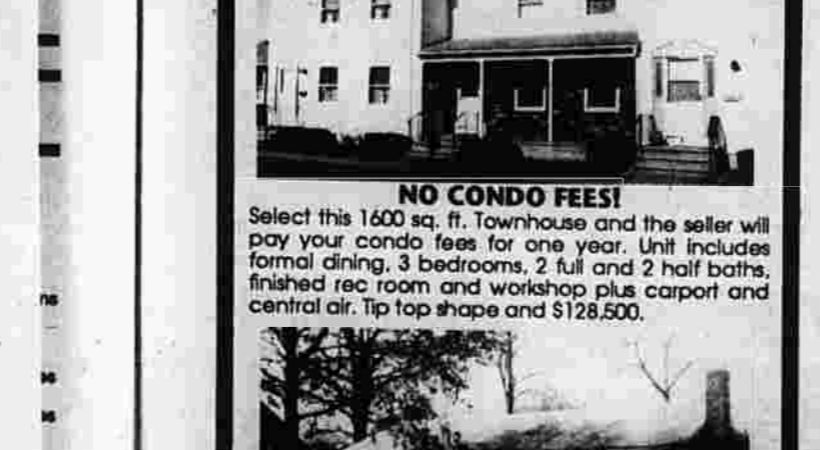 NO CONDO FEES!
Select this 1600 sq. ft. Townhouse and the seller will
pay your condo fees for one year. Unit includes
formal dining, 3 bedrooms, 2 full and 2 half baths,
finished rec room and workshop plus carport and
central air. Tip top shape and $128,500.
ns